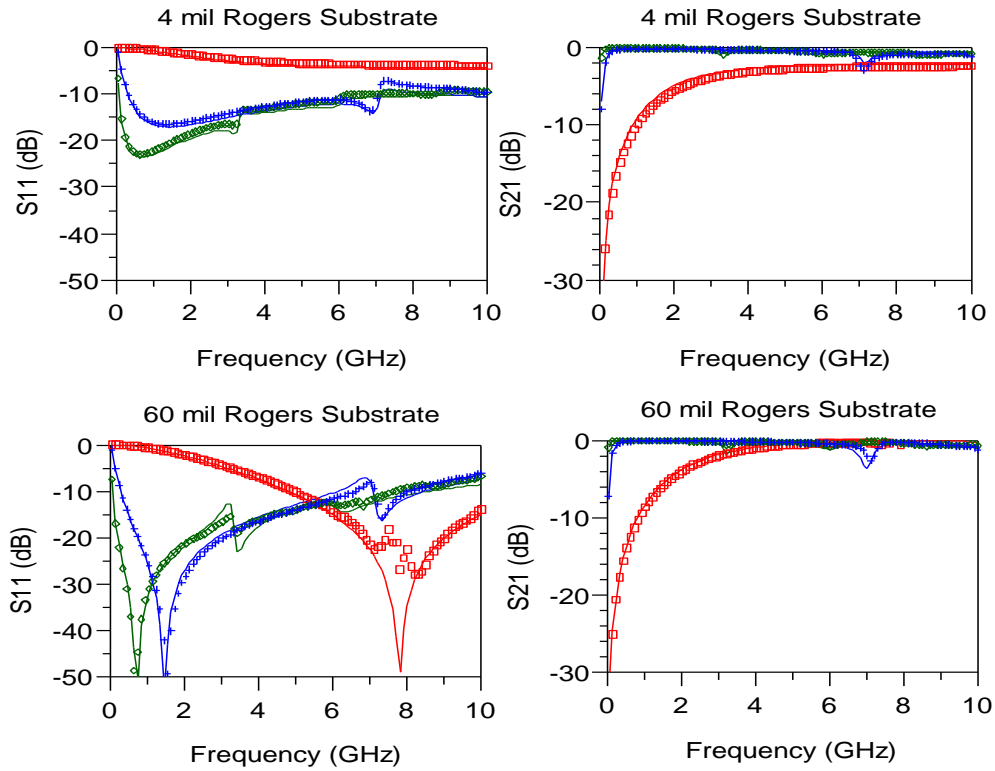 4 mil Rogers Substrate
0
-10
-20
-30
-40
-50
S11 (dB)
0 2 4 6 8 10
Frequency (GHz)
4 mil Rogers Substrate
0
-10
-20
-30
S21 (dB)
0 2 4 6 8 10
Frequency (GHz)
60 mil Rogers Substrate
0
-10
-20
-30
-40
-50
S11 (dB)
0 2 4 6 8 10
Frequency (GHz)
60 mil Rogers Substrate
0
-10
-20
-30
S21 (dB)
0 2 4 6 8 10
Frequency (GHz)